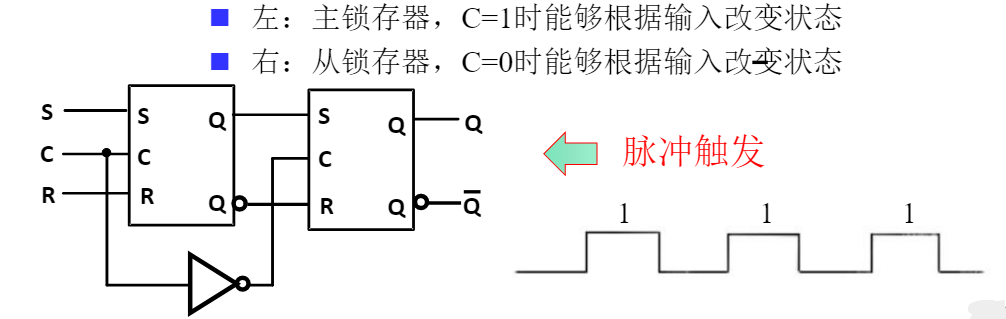 左：主锁存器，C=1时能够根据输入改变状态
右：从锁存器，C=0时能够根据输入改变状态
S S Q S Q Q
C C C
R R Q R Q Q̅
脉冲触发
1 1 1